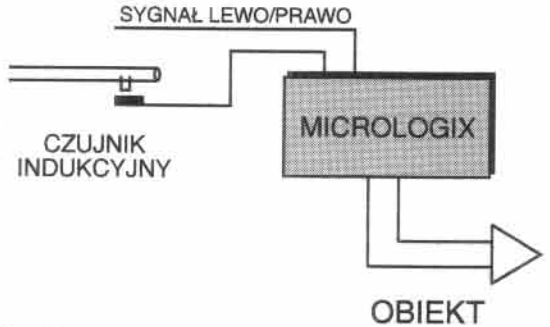 SYGNAŁ LEWO/PRAWO
CZUJNIK
INDUKCYJNY
MICROLOGIX
OBIEKT